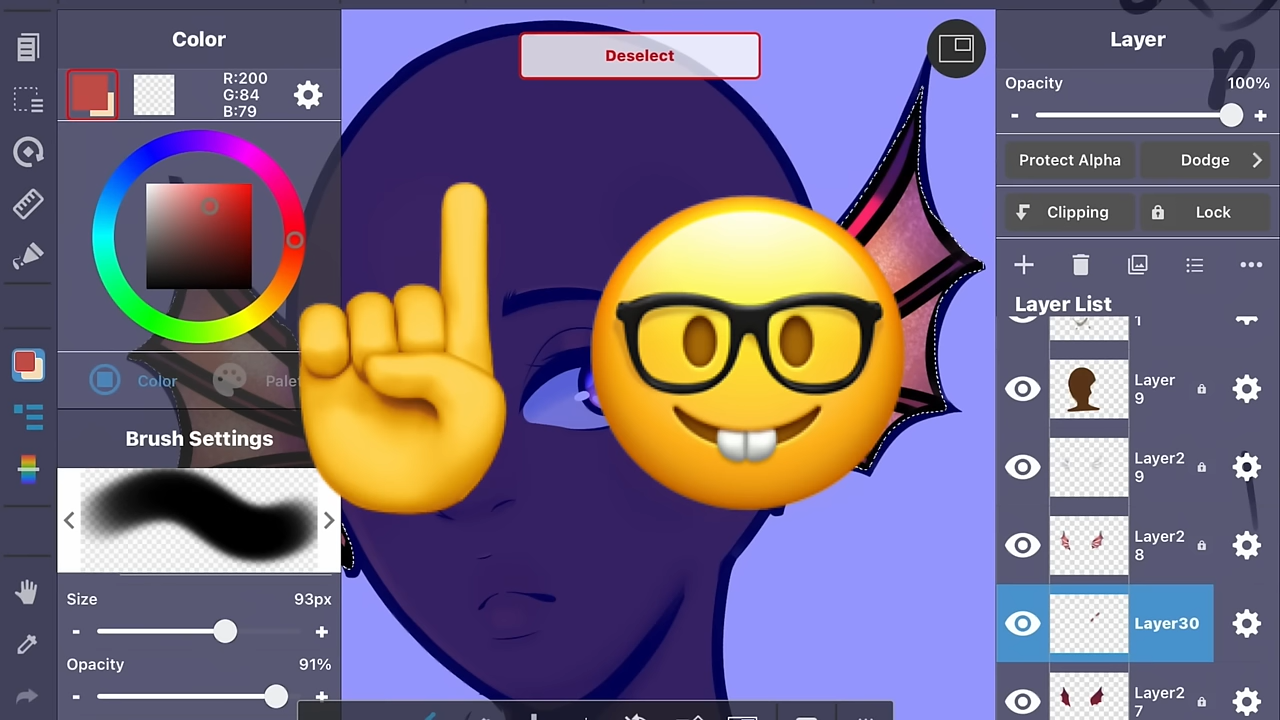 Color
R:200
G:84
B:79
Color
Brush Settings
Size
93px
-
+
Opacity
91%
-
+
Deselect
Layer
Opacity
100%
-
+
Protect Alpha
Dodge
Clipping
Lock
Layer List
1
Layer
9
Layer2
9
Layer2
8
Layer30
Layer2
7